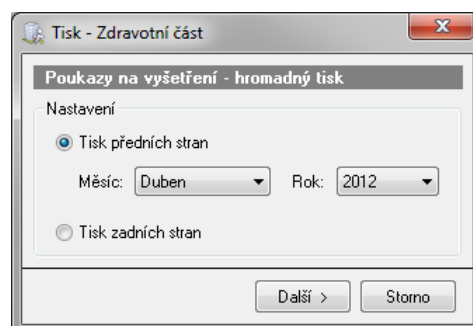 Tisk - Zdravotní část
Poukazy na vyšetření - hromadný tisk
Nastavení
Tisk předních stran
Měsíc: Duben Rok: 2012
Tisk zadních stran
Další > Storno